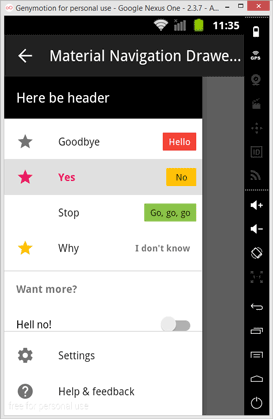 Genymotion for personal use - Google Nexus One - 2.3.7 - A...
11:35
Material Navigation Drawe...
GPS
Here be header
Goodbye
Hello
Yes
No
Stop
Go, go, go
Why
I don't know
ID
Want more?
Hell no!
Settings
Help & feedback
free for personal use